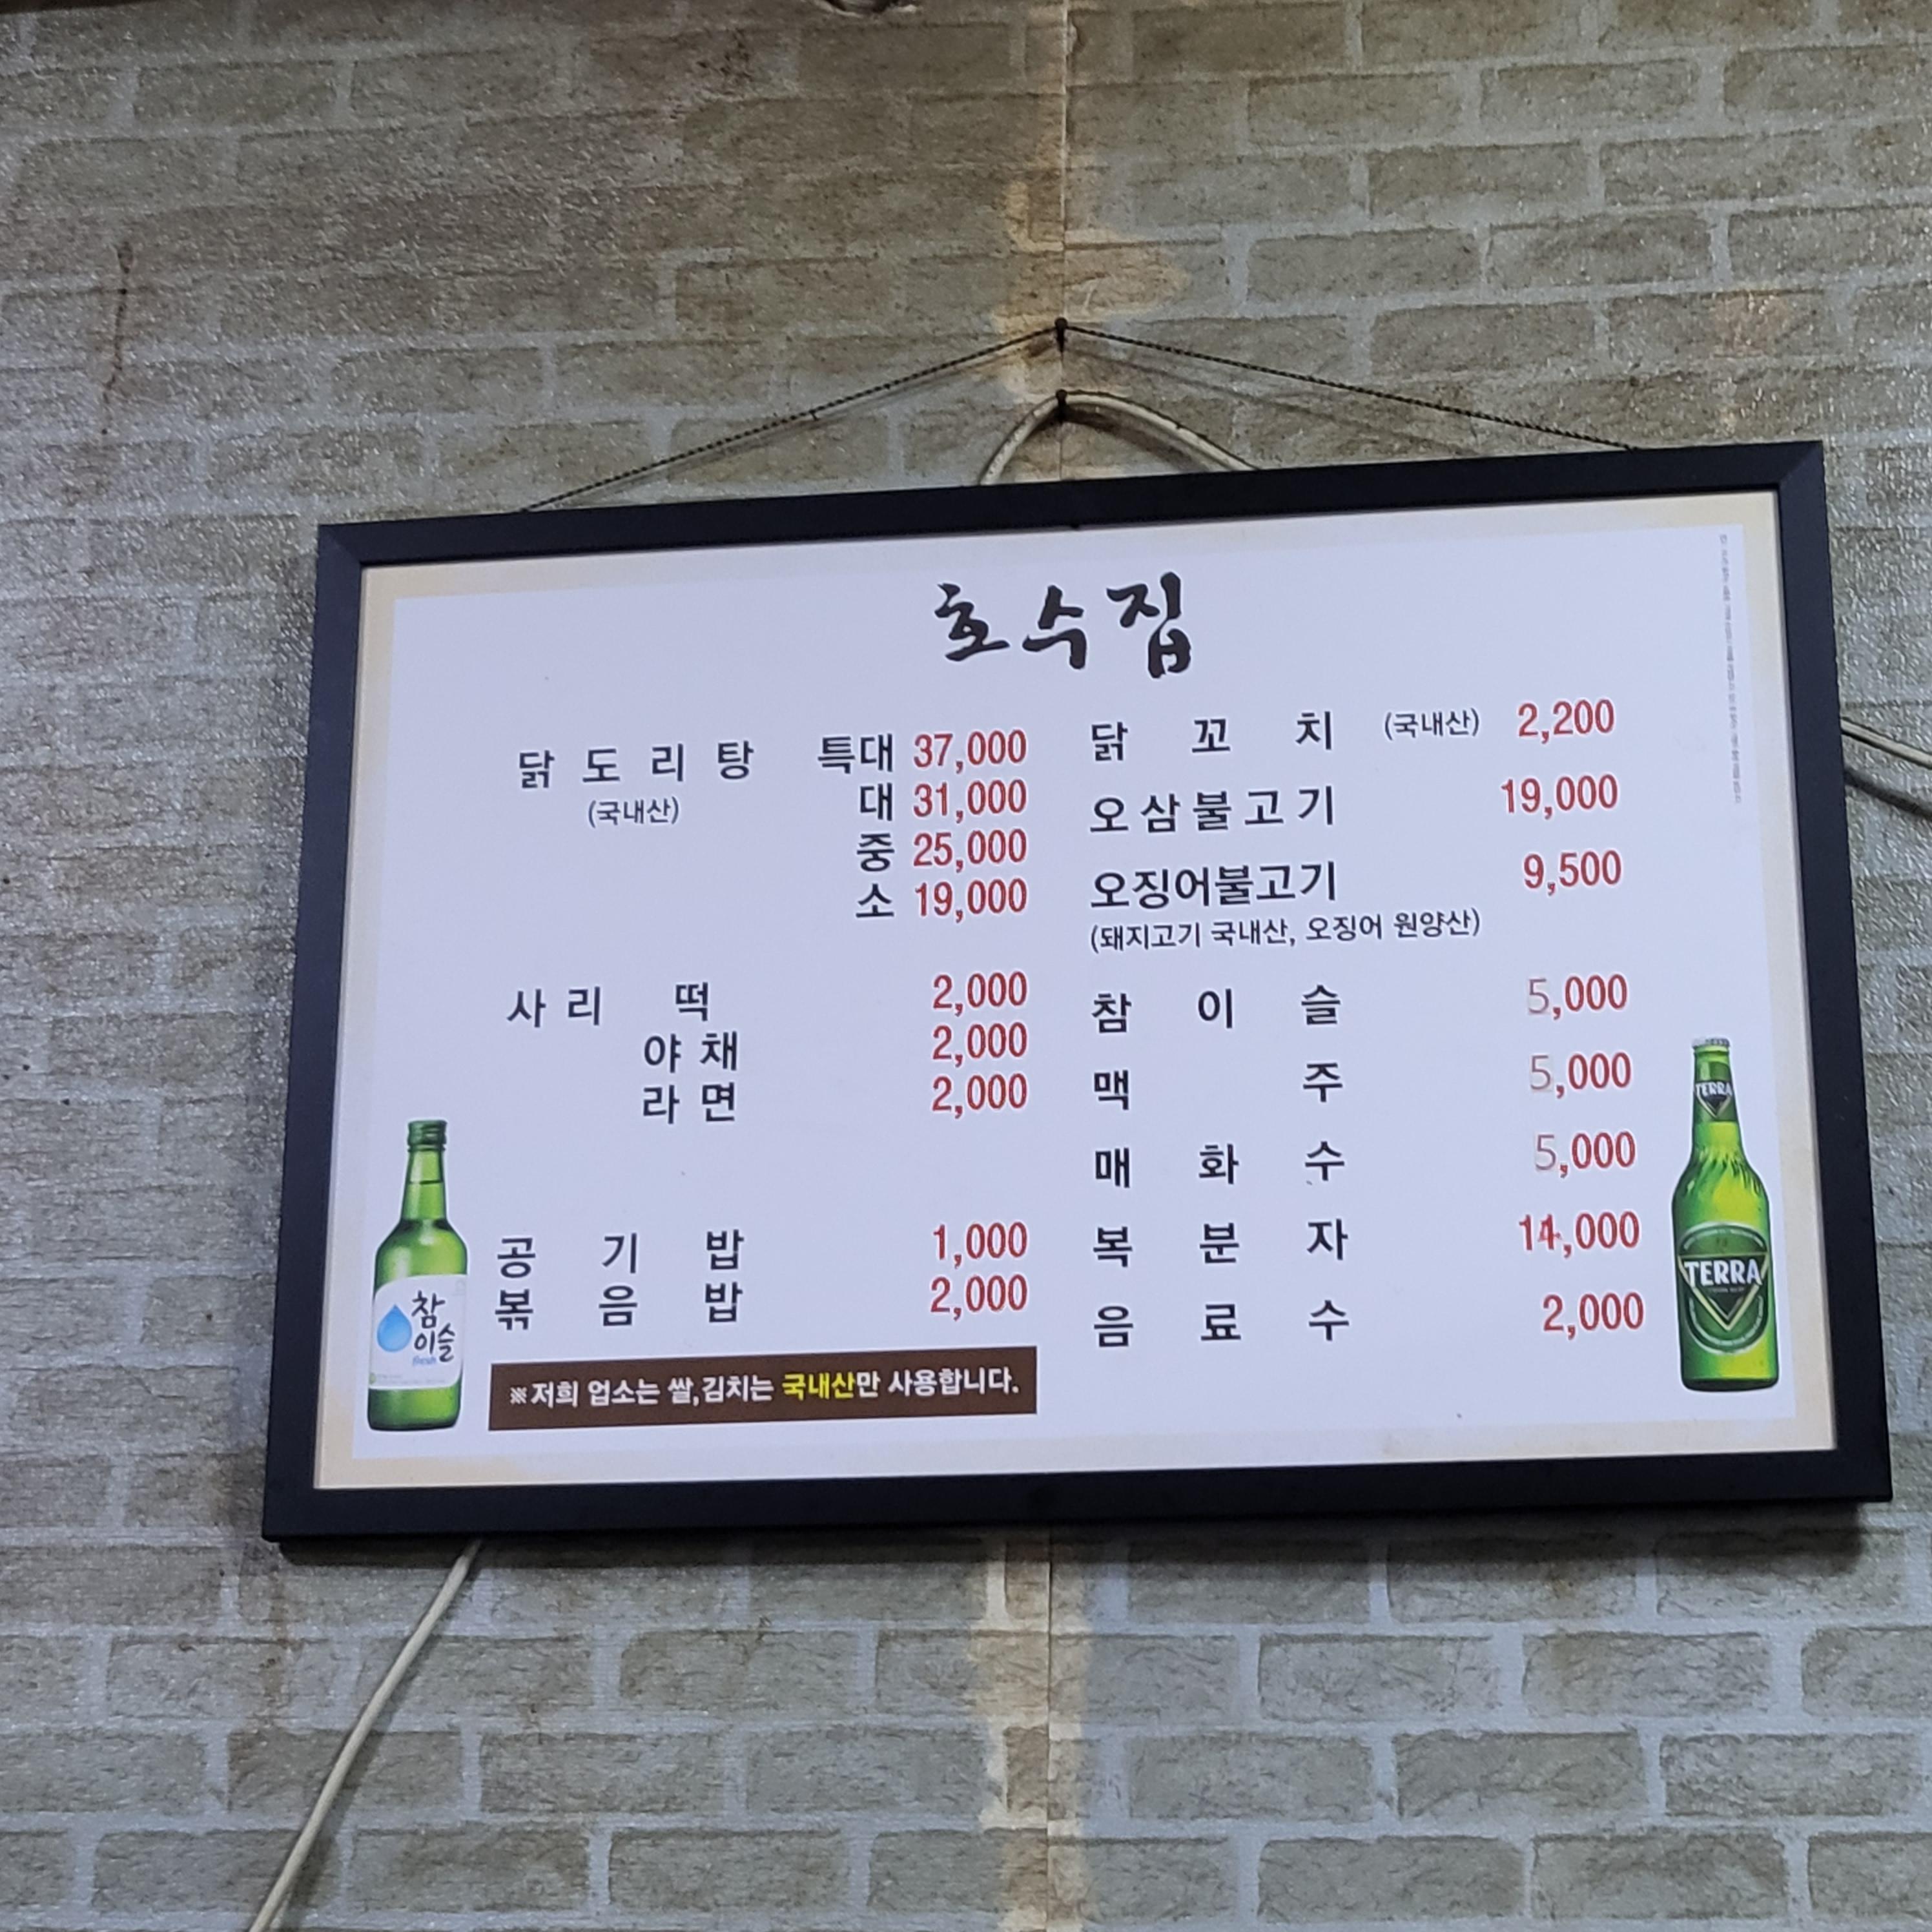 호수집
닭도리탕 특대 37,000
(국내산) 대 31,000
중 25,000
소 19,000
사리 떡 2,000
야채 2,000
라면 2,000
공기밥 1,000
볶음밥 2,000
※저희 업소는 쌀,김치는 국내산만 사용합니다.
닭꼬치 (국내산) 2,200
오삼불고기 19,000
오징어불고기 9,500
(돼지고기 국내산, 오징어 원양산)
참이슬 5,000
맥주 5,000
매화수 5,000
복분자 14,000
음료수 2,000
참
이슬
fresh
TERRA
TERRA